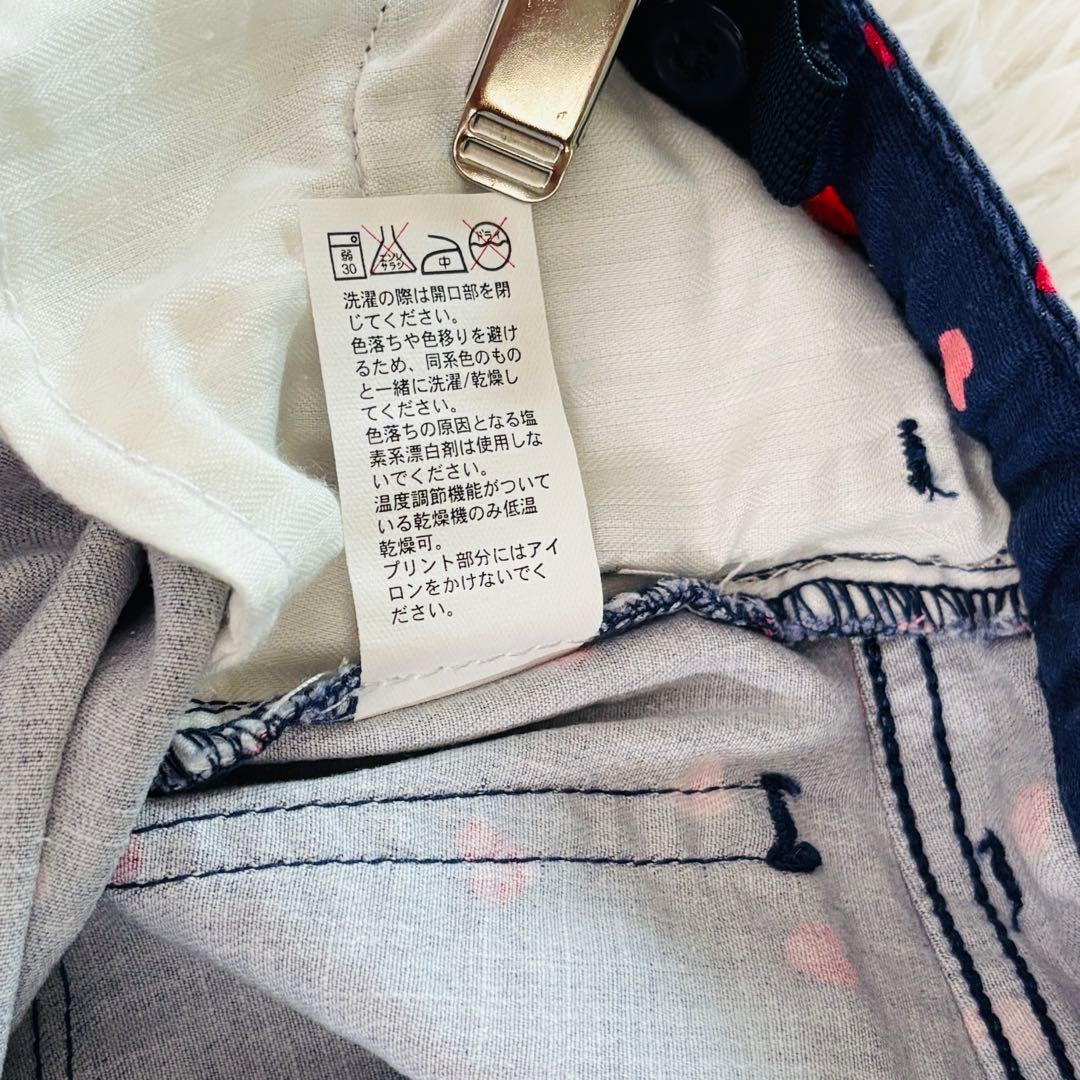 弱
30
エンソ
サラシ
中
ドライ
洗濯の際は開口部を閉
じてください。
色落ちや色移りを避け
るため、同系色のもの
と一緒に洗濯/乾燥し
てください。
色落ちの原因となる塩
素系漂白剤は使用しな
いでください。
温度調節機能がついて
いる乾燥機のみ低温
乾燥可。
プリント部分にはアイ
ロンをかけないでく
ださい。